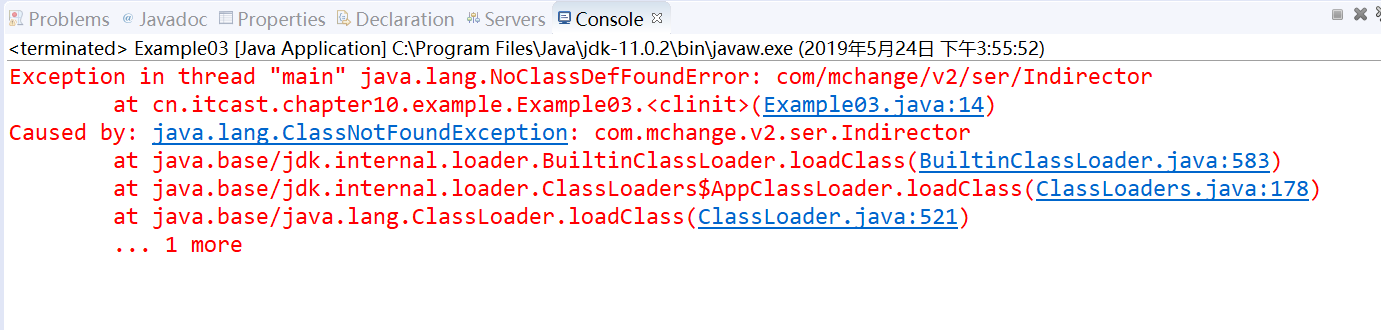 Problems @ Javadoc Properties Declaration Servers Console
<terminated> Example03 [Java Application] C:\Program Files\Java\jdk-11.0.2\bin\javaw.exe (2019年5月24日 下午3:55:52)
Exception in thread "main" java.lang.NoClassDefFoundError: com/mchange/v2/ser/Indirector
at cn.itcast.chapter10.example.Example03.<clinit>(Example03.java:14)
Caused by: java.lang.ClassNotFoundException: com.mchange.v2.ser.Indirector
at java.base/jdk.internal.loader.BuiltinClassLoader.loadClass(BuiltinClassLoader.java:583)
at java.base/jdk.internal.loader.ClassLoaders$AppClassLoader.loadClass(ClassLoaders.java:178)
at java.base/java.lang.ClassLoader.loadClass(ClassLoader.java:521)
... 1 more